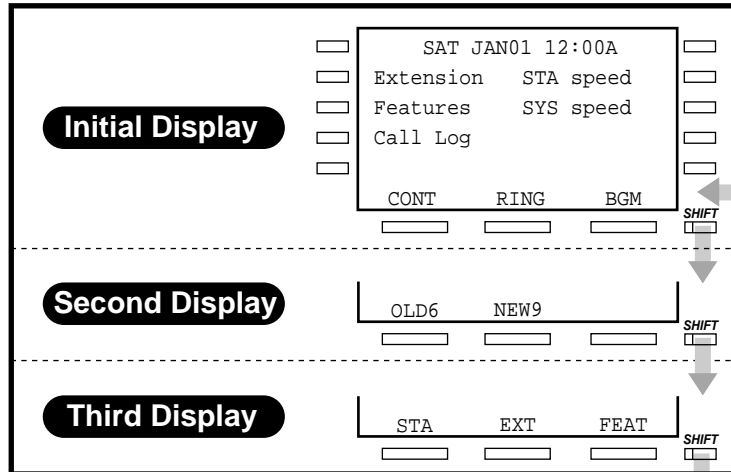 SAT JAN01 12:00A
Extension STA speed
Features SYS speed
Initial Display
Call Log
CONT RING BGM
SHIFT
Second Display
OLD6 NEW9
SHIFT
Third Display
STA EXT FEAT
SHIFT